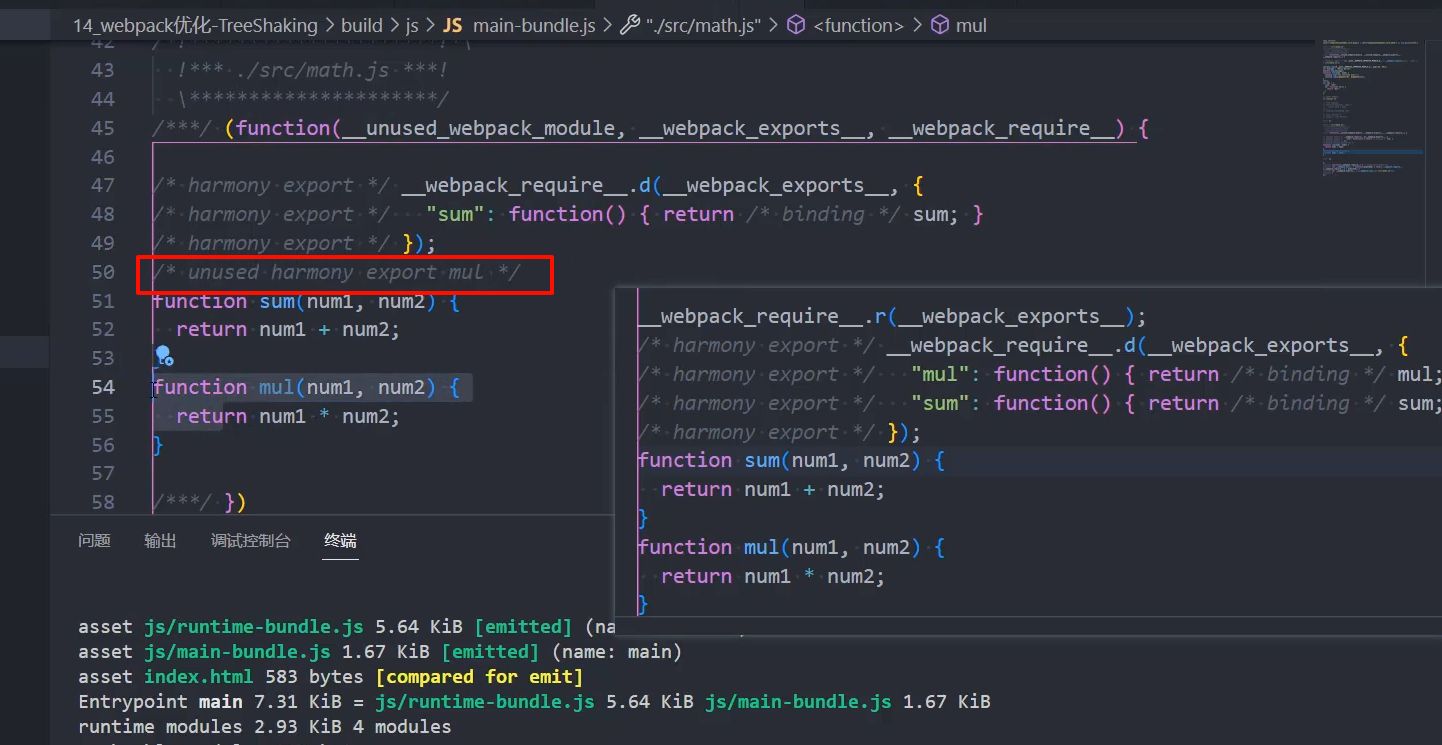 14_webpack优化-TreeShaking > build > js > JS main-bundle.js > "./src/math.js" > <function> > mul
42
43 !*** ./src/math.js ***!
44 \*********************/
45 /***/ (function(__unused_webpack_module, __webpack_exports__, __webpack_require__) {
46
47 /* harmony export */ __webpack_require__.d(__webpack_exports__, {
48 /* harmony export */   "sum": function() { return /* binding */ sum; }
49 /* harmony export */ });
50 /* unused harmony export mul */
51 function sum(num1, num2) {
52   return num1 + num2;
53 }
54 function mul(num1, num2) {
55   return num1 * num2;
56 }
57
58 /***/ })
__webpack_require__.r(__webpack_exports__);
/* harmony export */ __webpack_require__.d(__webpack_exports__, {
/* harmony export */   "mul": function() { return /* binding */ mul;
/* harmony export */   "sum": function() { return /* binding */ sum;
/* harmony export */ });
function sum(num1, num2) {
  return num1 + num2;
}
function mul(num1, num2) {
  return num1 * num2;
}
问题 输出 调试控制台 终端
asset js/runtime-bundle.js 5.64 KiB [emitted] (na
asset js/main-bundle.js 1.67 KiB [emitted] (name: main)
asset index.html 583 bytes [compared for emit]
Entrypoint main 7.31 KiB = js/runtime-bundle.js 5.64 KiB js/main-bundle.js 1.67 KiB
runtime modules 2.93 KiB 4 modules